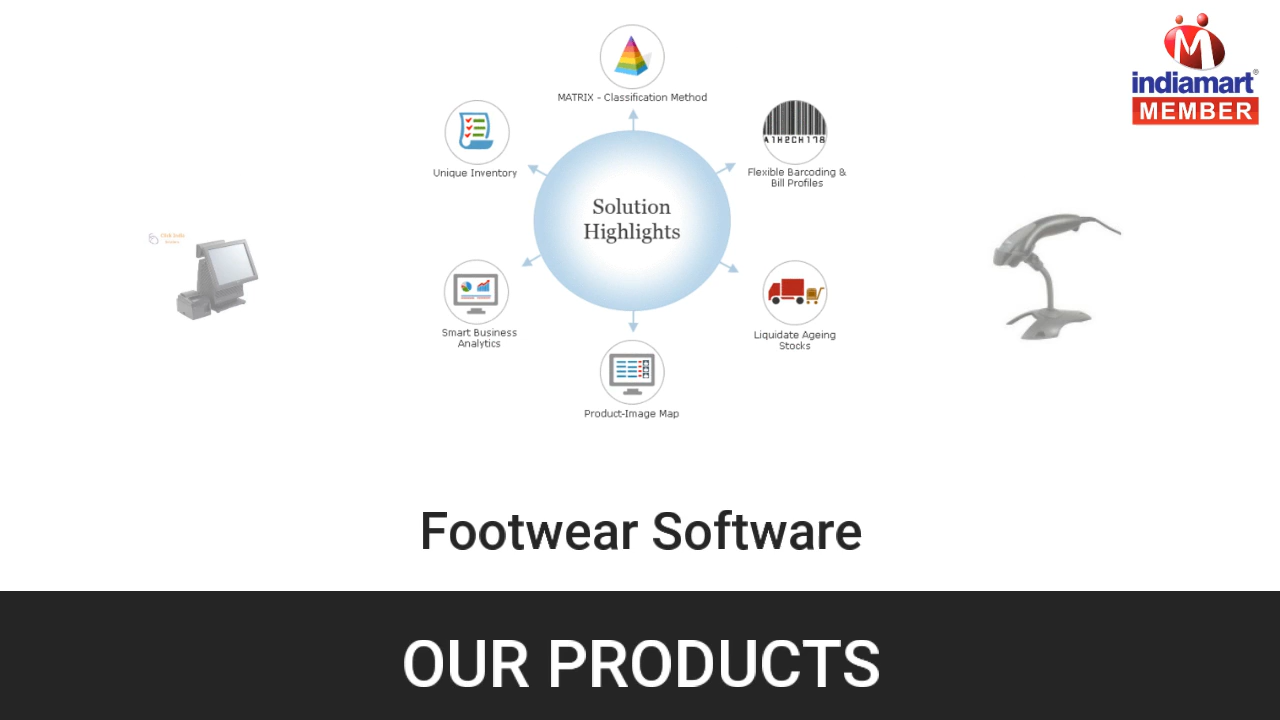 MATRIX - Classification Method
indiamart
MEMBER
A1H2CH178
Unique Inventory
Flexible Barcoding &
Bill Profiles
Solution
Highlights
Smart Business
Analytics
Liquidate Ageing
Stocks
Product-Image Map
Footwear Software
OUR PRODUCTS